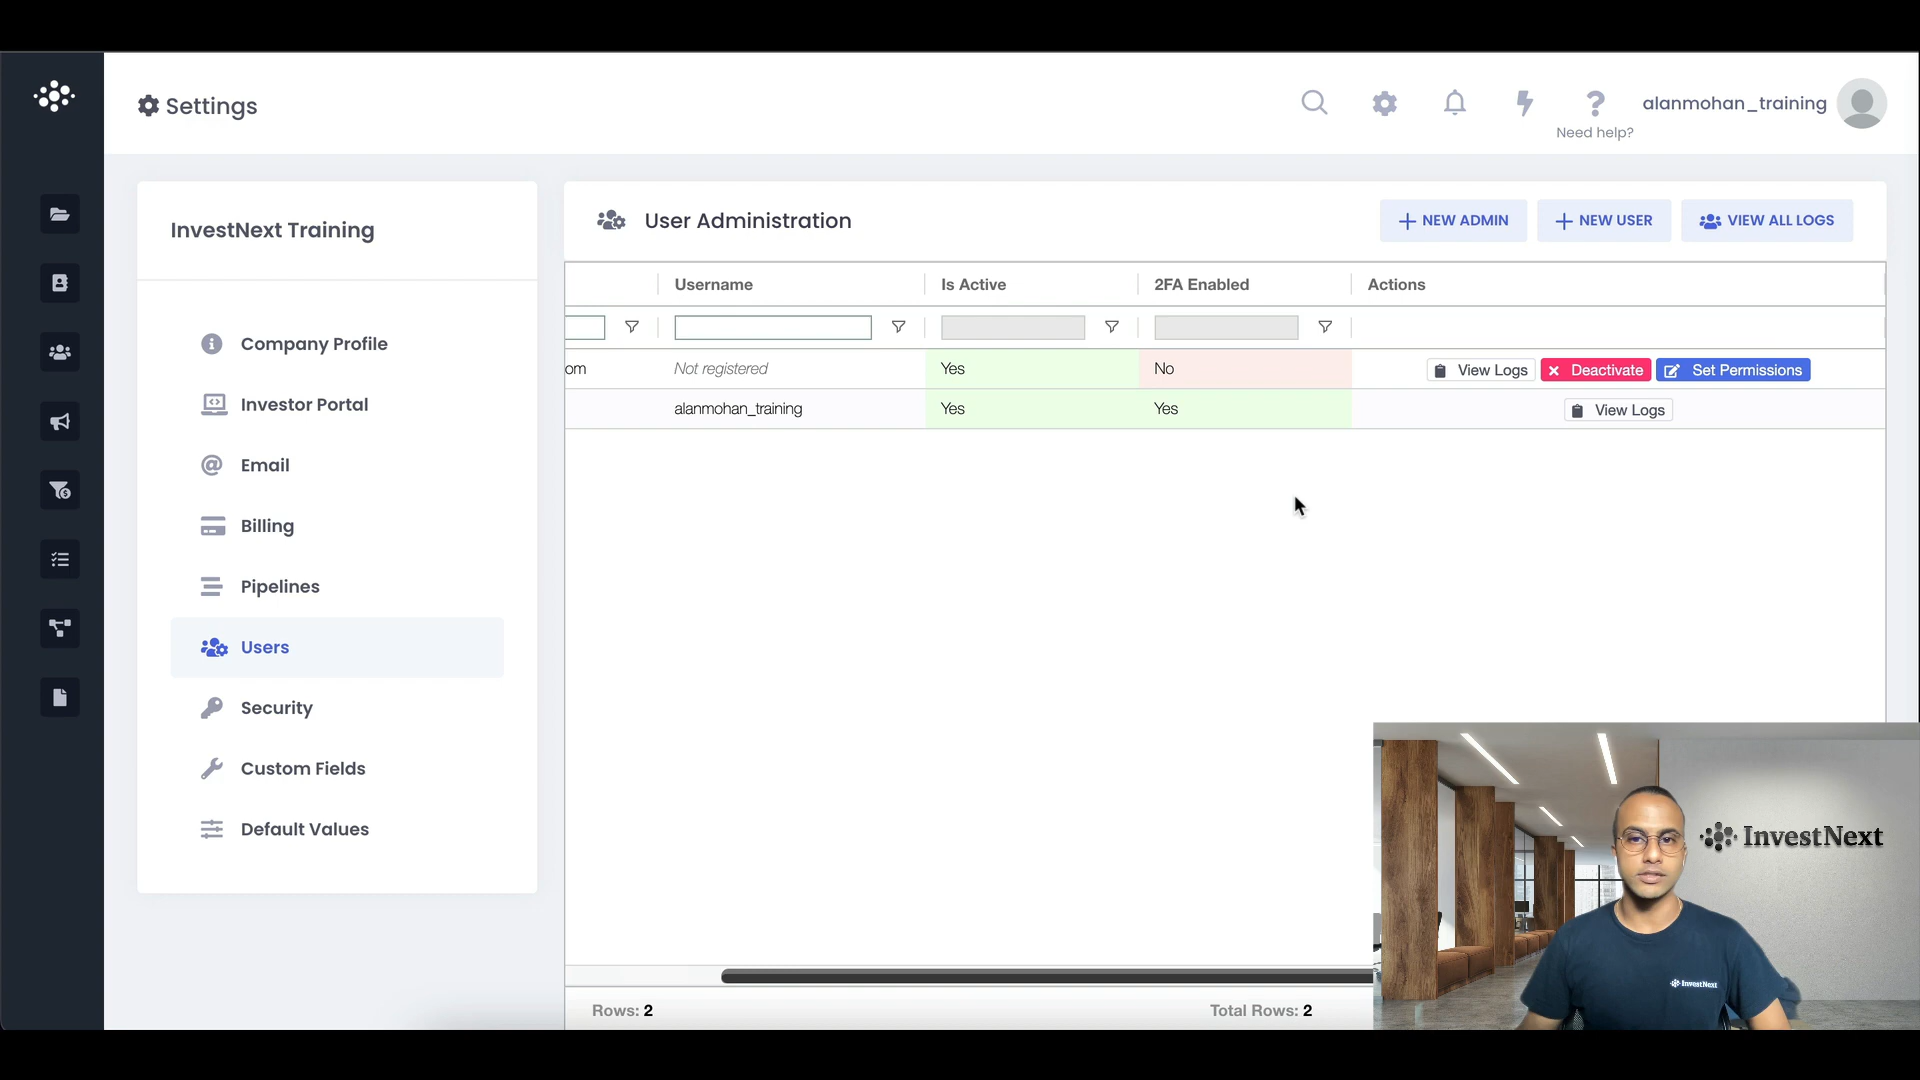 Settings
Need help?
alanmohan_training
InvestNext Training
Company Profile
Investor Portal
Email
Billing
Pipelines
Users
Security
Custom Fields
Default Values
User Administration
NEW ADMIN
NEW USER
VIEW ALL LOGS
Username
Is Active
2FA Enabled
Actions
om
Not registered
Yes
No
View Logs
Deactivate
Set Permissions
alanmohan_training
Yes
Yes
View Logs
Rows: 2
Total Rows: 2
InvestNext
InvestNext